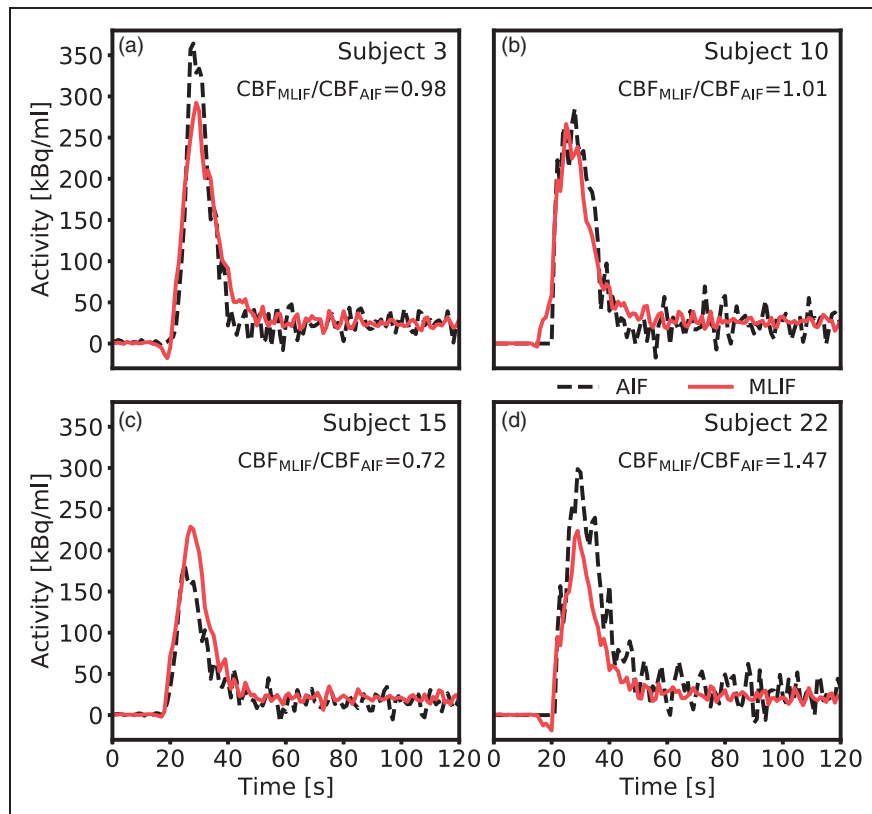 (a) Subject 3
CBF_MLIF/CBF_AIF=0.98
350
300
250
200
150
100
50
0
Activity [kBq/ml]
(b) Subject 10
CBF_MLIF/CBF_AIF=1.01
AIF MLIF
(c) Subject 15
CBF_MLIF/CBF_AIF=0.72
350
300
250
200
150
100
50
0
Activity [kBq/ml]
0 20 40 60 80 100 120
Time [s]
(d) Subject 22
CBF_MLIF/CBF_AIF=1.47
0 20 40 60 80 100 120
Time [s]